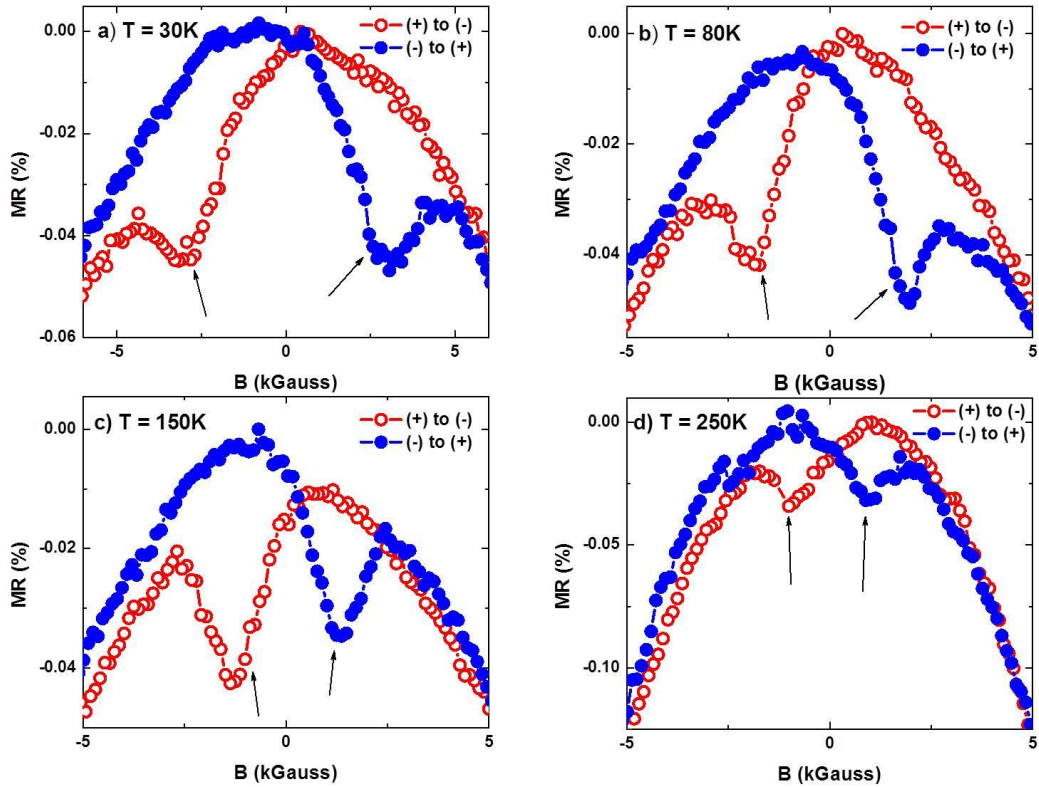 a) T = 30K
(+) to (-)
(-) to (+)
0.00
-0.02
-0.04
-0.06
MR (%)
-5
0
5
B (kGauss)
b) T = 80K
(+) to (-)
(-) to (+)
0.00
-0.02
-0.04
MR (%)
-5
0
5
B (kGauss)
c) T = 150K
(+) to (-)
(-) to (+)
0.00
-0.02
-0.04
MR (%)
-5
0
5
B (kGauss)
d) T = 250K
(+) to (-)
(-) to (+)
0.00
-0.05
-0.10
MR (%)
-5
0
5
B (kGauss)